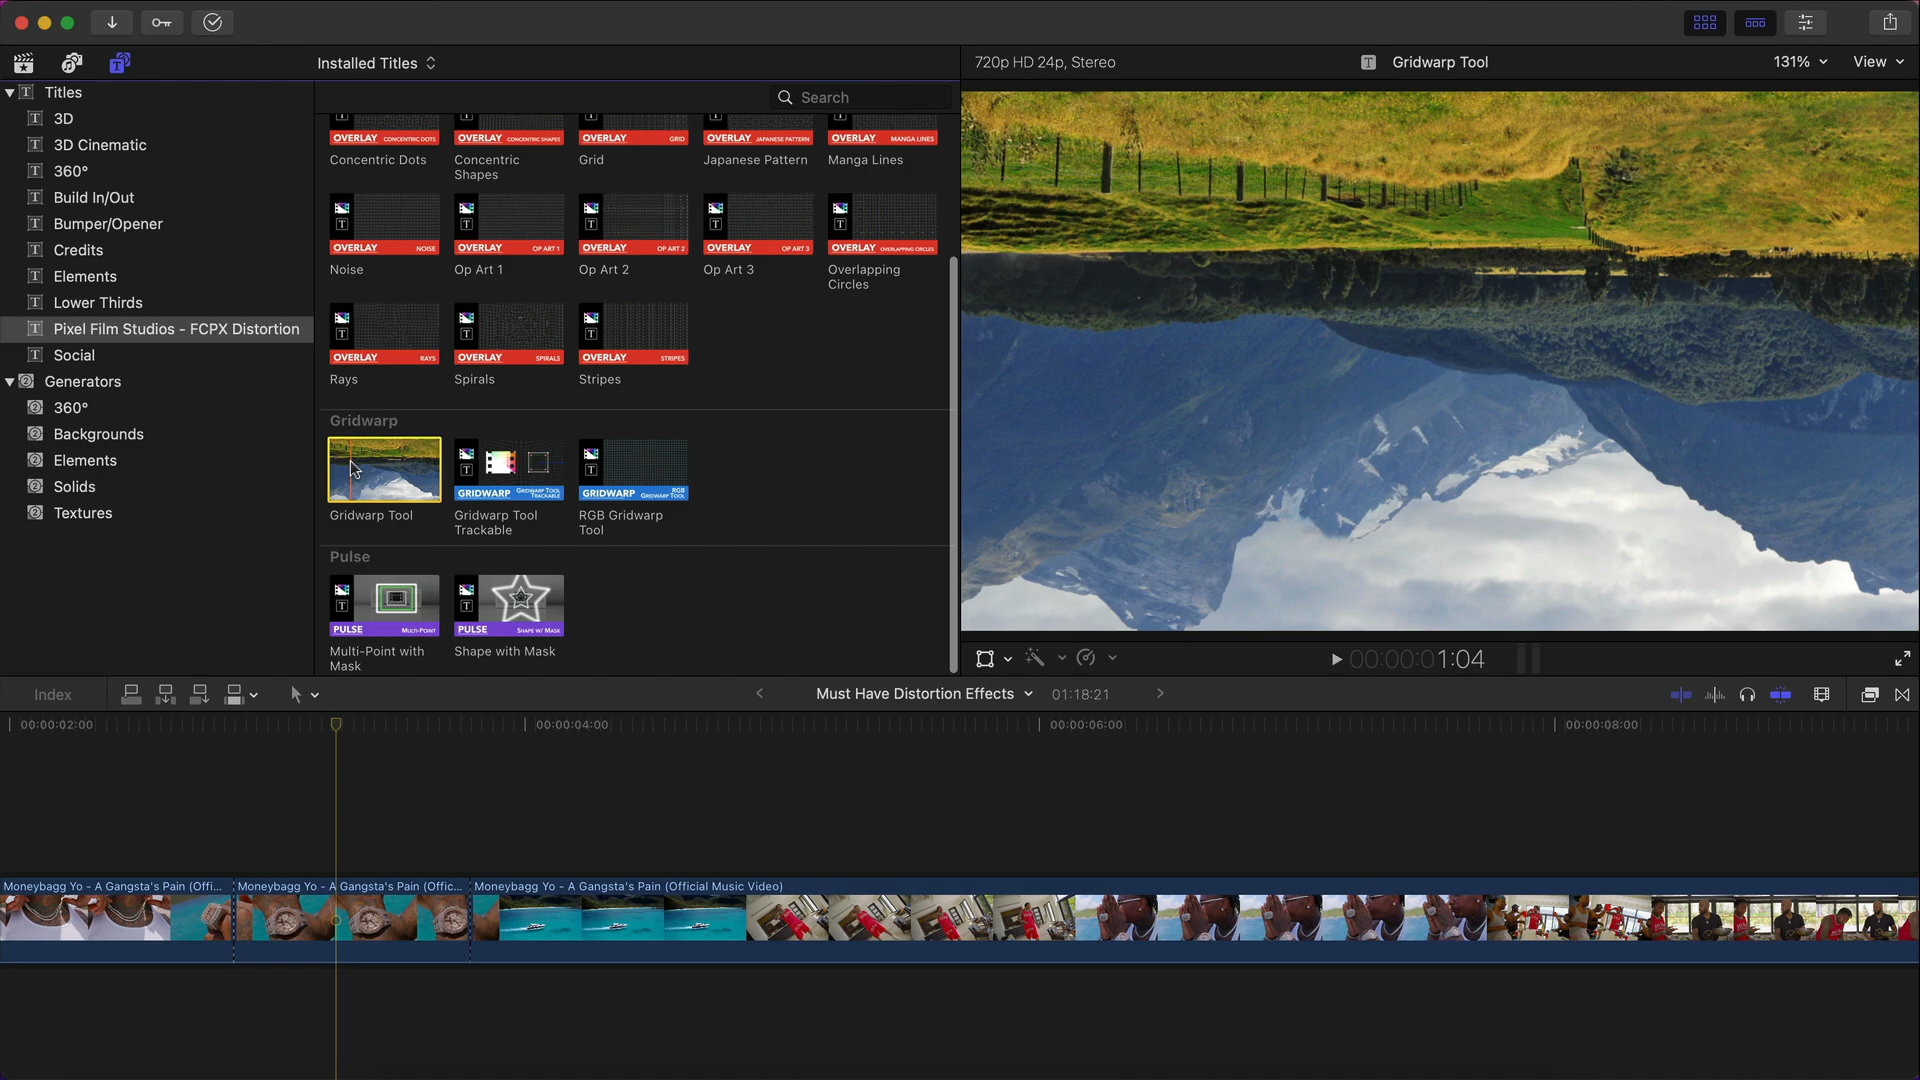 Installed Titles
720p HD 24p, Stereo
Gridwarp Tool
131%
View
Titles
3D
3D Cinematic
360°
Build In/Out
Bumper/Opener
Credits
Elements
Lower Thirds
Pixel Film Studios - FCPX Distortion
Social
Generators
360°
Backgrounds
Elements
Solids
Textures
Search
OVERLAY CONCENTRIC DOTS
OVERLAY CONCENTRIC SHAPES
OVERLAY GRID
OVERLAY JAPANESE PATTERN
OVERLAY MANGA LINES
Concentric Dots
Concentric
Shapes
Grid
Japanese Pattern
Manga Lines
OVERLAY NOISE
OVERLAY OP ART 1
OVERLAY OP ART 2
OVERLAY OP ART 3
OVERLAY OVERLAPPING CIRCLES
Noise
Op Art 1
Op Art 2
Op Art 3
Overlapping
Circles
OVERLAY RAYS
OVERLAY SPIRALS
OVERLAY STRIPES
Rays
Spirals
Stripes
Gridwarp
GRIDWARP GRIDWARP TOOL
TRACKABLE
GRIDWARP RGB
GRIDWARP TOOL
Gridwarp Tool
Gridwarp Tool
Trackable
RGB Gridwarp
Tool
Pulse
PULSE MULTI-POINT
PULSE SHAPE W/ MASK
Multi-Point with
Mask
Shape with Mask
00:00:01:04
Index
Must Have Distortion Effects
01:18:21
00:00:02:00
00:00:04:00
00:00:06:00
00:00:08:00
Moneybagg Yo - A Gangsta's Pain (Offi...
Moneybagg Yo - A Gangsta's Pain (Offic...
Moneybagg Yo - A Gangsta's Pain (Official Music Video)